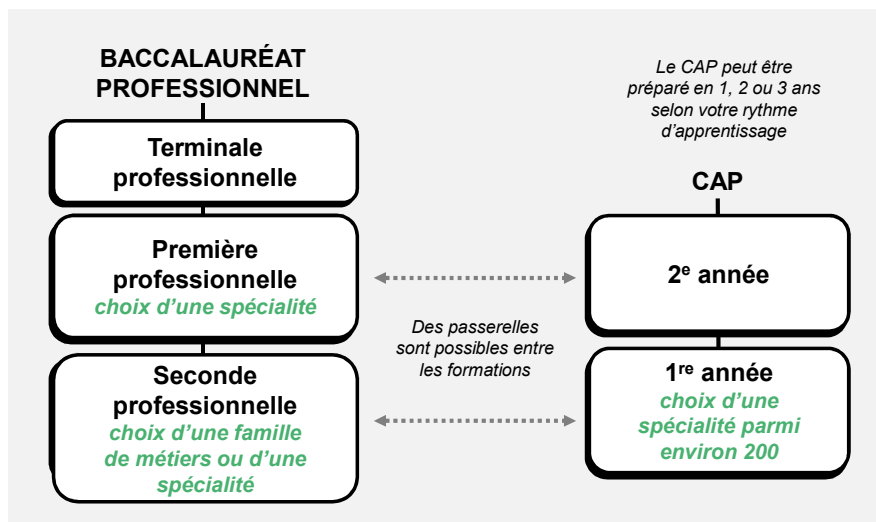 BACCALAURÉAT
PROFESSIONNEL
Terminale
professionnelle
Première
professionnelle
choix d’une spécialité
Seconde
professionnelle
choix d’une famille
de métiers ou d’une
spécialité
Des passerelles
sont possibles entre
les formations
Le CAP peut être
préparé en 1, 2 ou 3 ans
selon votre rythme
d’apprentissage
CAP
2e année
1re année
choix d’une
spécialité parmi
environ 200